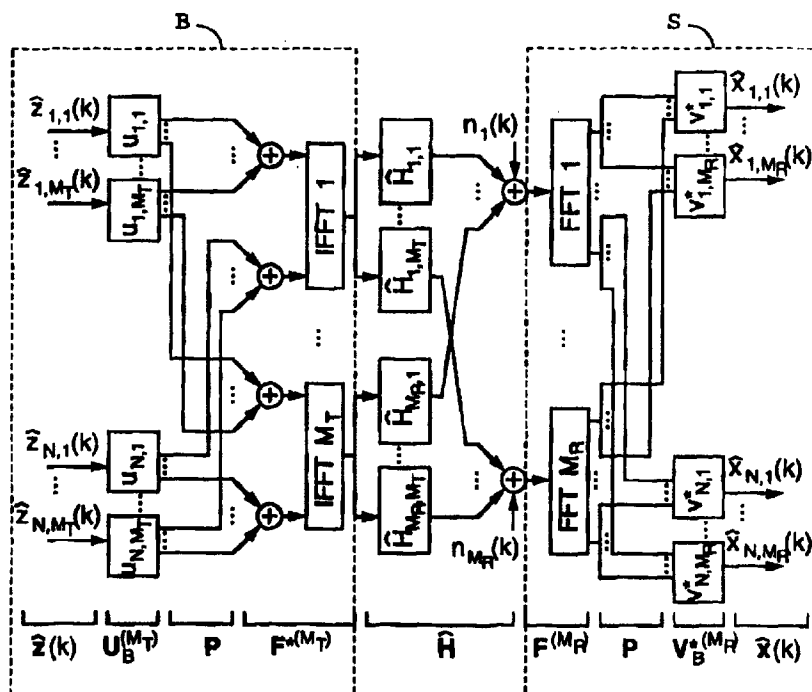 B
S
ẑ1,1(k)
u1,1
ẑ1,MT(k)
u1,MT
ẑN,1(k)
uN,1
ẑN,MT(k)
uN,MT
IFFT 1
IFFT MT
Ĥ1,1
Ĥ1,MT
ĤMR,1
ĤMR,MT
n1(k)
nMR(k)
FFT 1
FFT MR
v*1,1
x̂1,1(k)
v*1,MR
x̂1,MR(k)
v*N,1
x̂N,1(k)
v*N,MR
x̂N,MR(k)
ẑ(k) UB(MT) P F*(MT) Ĥ F(MR) P VB*(MR) x̂(k)